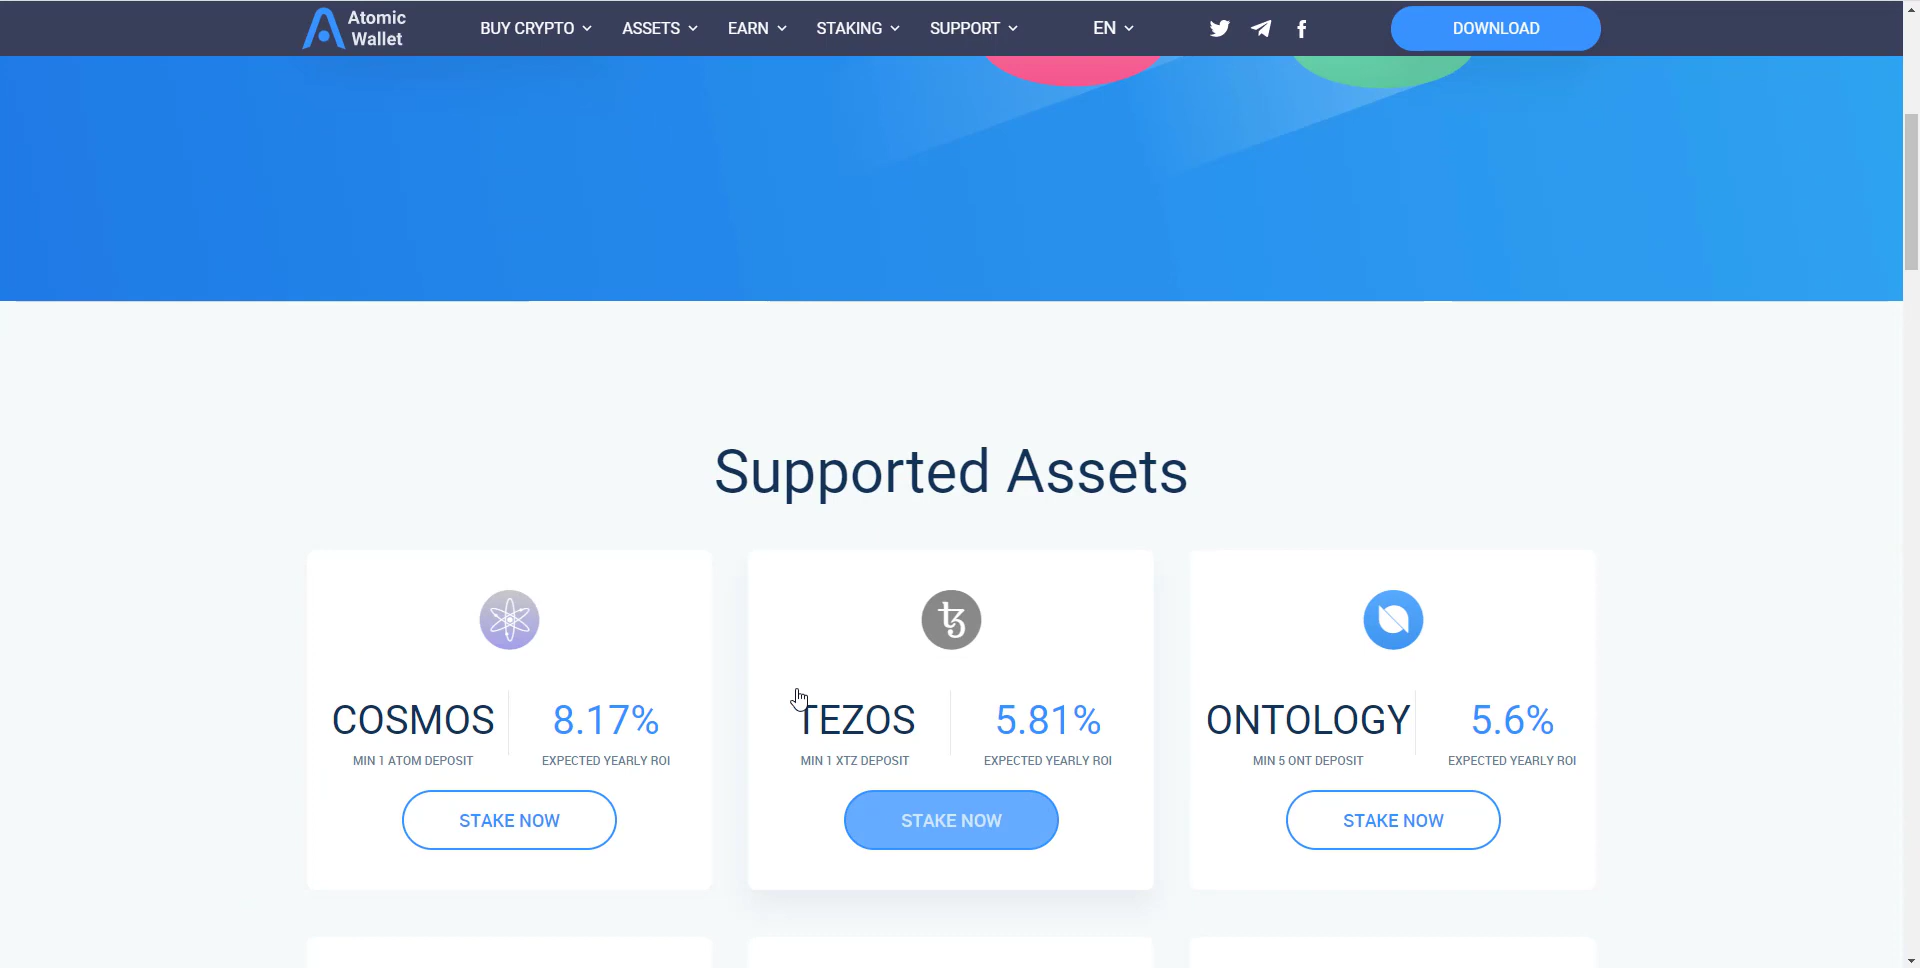 Atomic
Wallet
BUY CRYPTO
ASSETS
EARN
STAKING
SUPPORT
EN
DOWNLOAD
Supported Assets
COSMOS
8.17%
MIN 1 ATOM DEPOSIT
EXPECTED YEARLY ROI
STAKE NOW
TEZOS
5.81%
MIN 1 XTZ DEPOSIT
EXPECTED YEARLY ROI
STAKE NOW
ONTOLOGY
5.6%
MIN 5 ONT DEPOSIT
EXPECTED YEARLY ROI
STAKE NOW